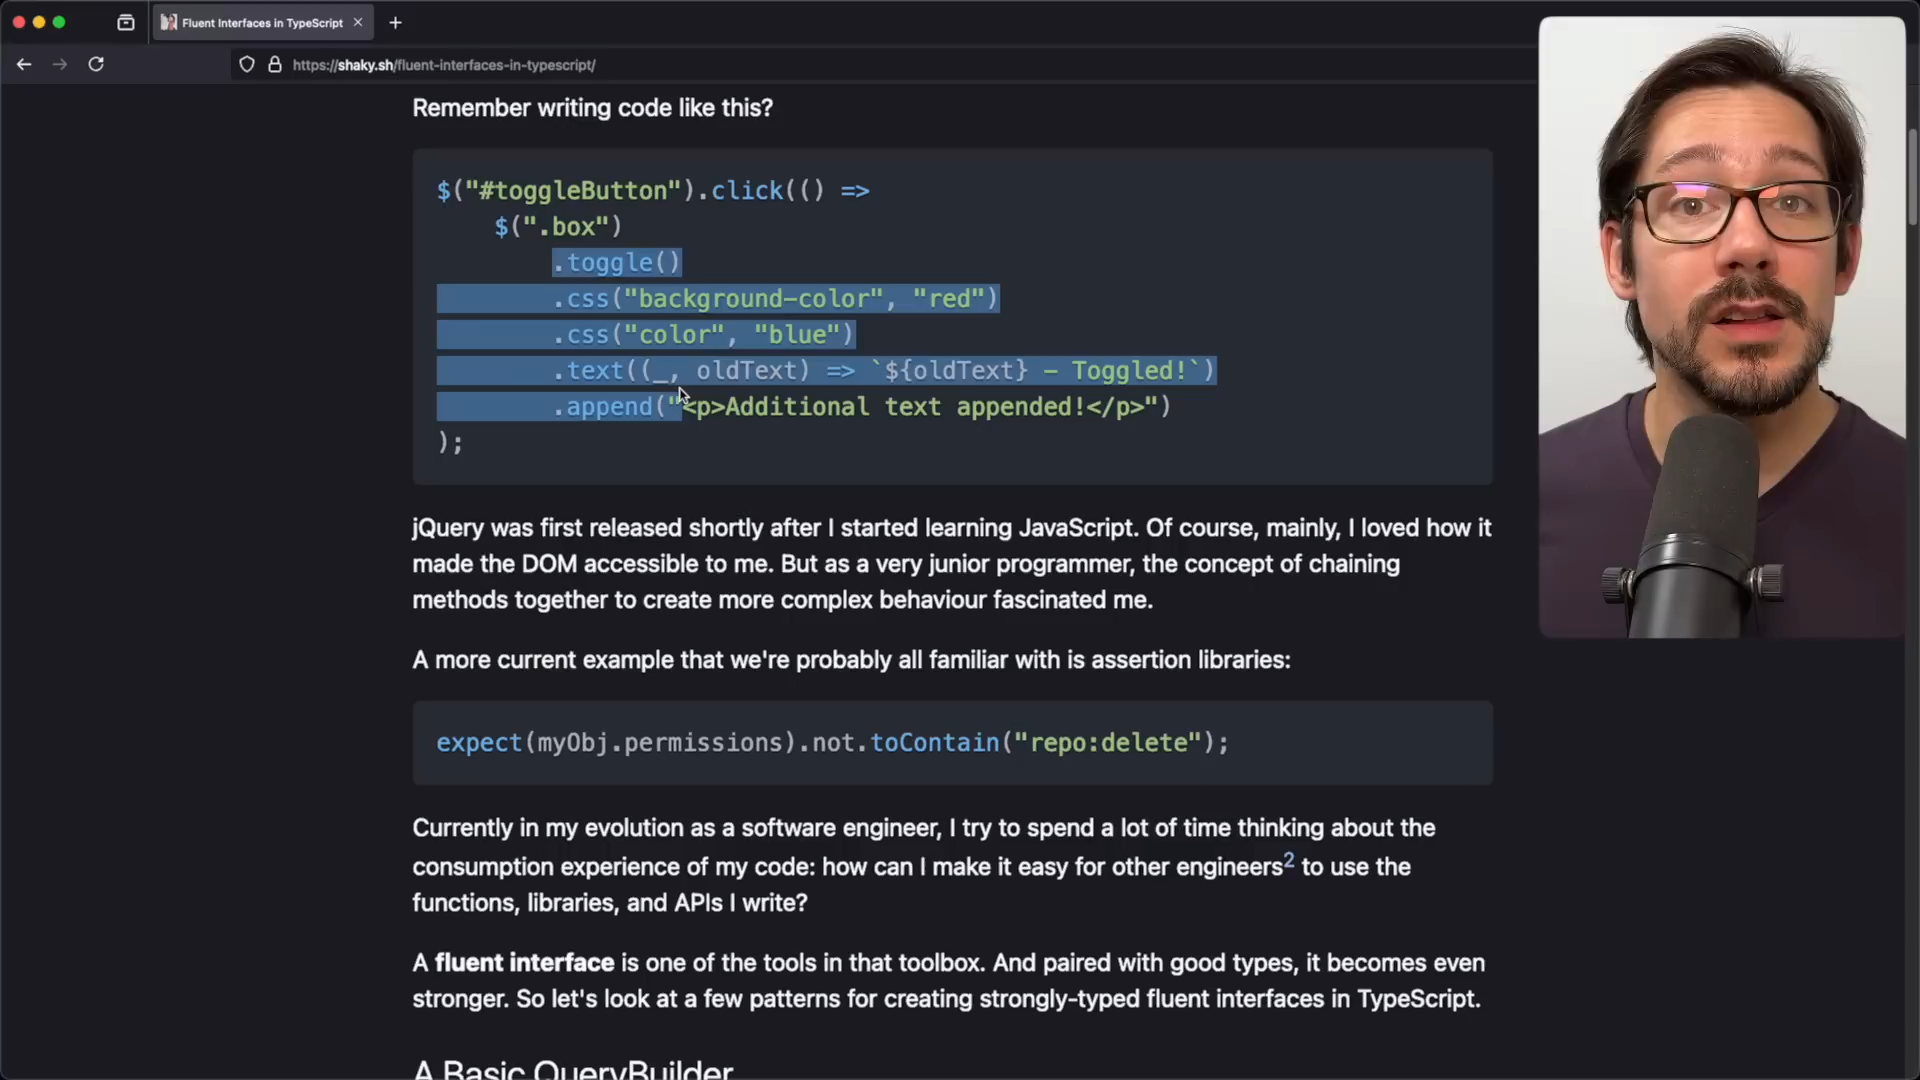 Fluent Interfaces in TypeScript
https://shaky.sh/fluent-interfaces-in-typescript/
Remember writing code like this?
$("#toggleButton").click(() =>
$(".box")
.toggle()
.css("background-color", "red")
.css("color", "blue")
.text((_, oldText) => `${oldText} - Toggled!`)
.append("<p>Additional text appended!</p>")
);
jQuery was first released shortly after I started learning JavaScript. Of course, mainly, I loved how it
made the DOM accessible to me. But as a very junior programmer, the concept of chaining
methods together to create more complex behaviour fascinated me.
A more current example that we're probably all familiar with is assertion libraries:
expect(myObj.permissions).not.toContain("repo:delete");
Currently in my evolution as a software engineer, I try to spend a lot of time thinking about the
consumption experience of my code: how can I make it easy for other engineers2 to use the
functions, libraries, and APIs I write?
A fluent interface is one of the tools in that toolbox. And paired with good types, it becomes even
stronger. So let's look at a few patterns for creating strongly-typed fluent interfaces in TypeScript.
A Basic QueryBuilder